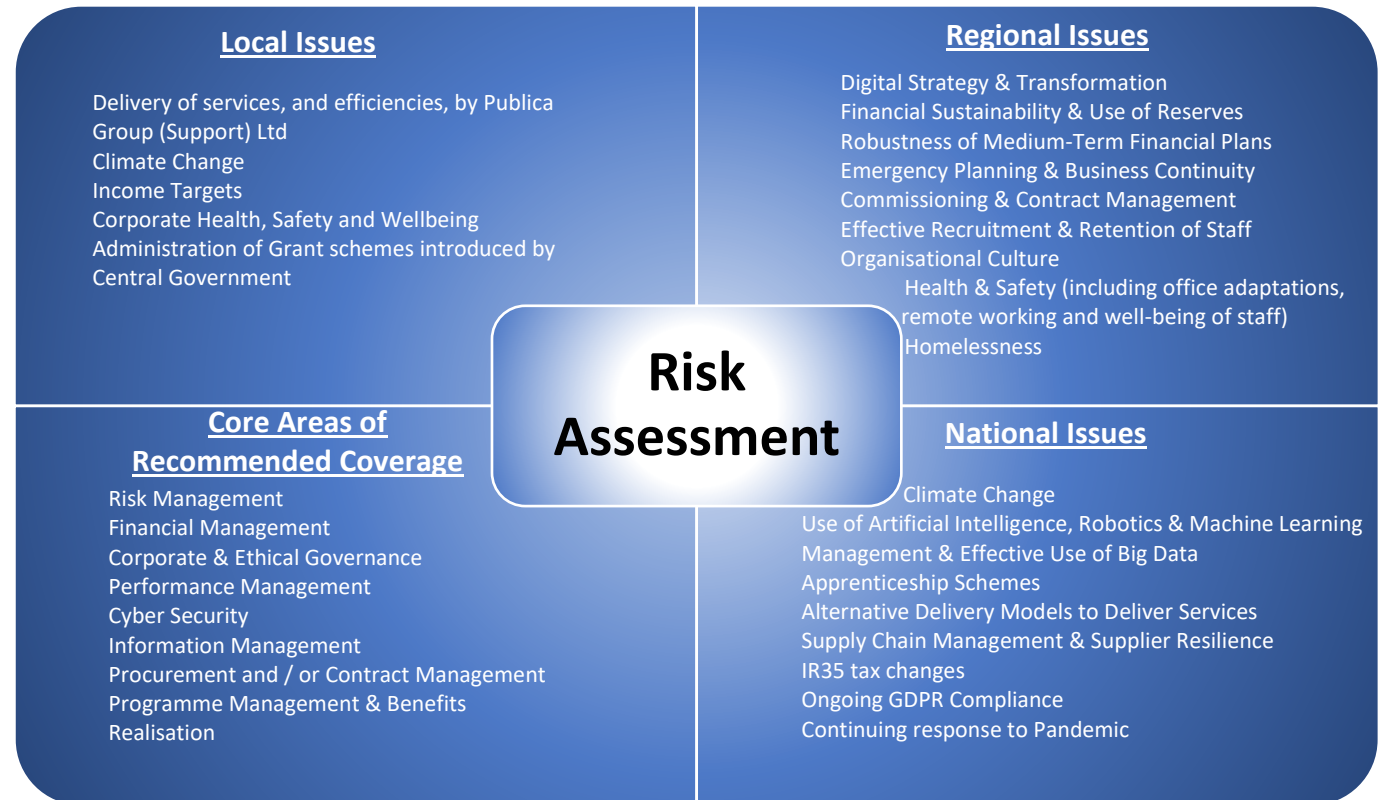 Local Issues
Delivery of services, and efficiencies, by Publica
Group (Support) Ltd
Climate Change
Income Targets
Corporate Health, Safety and Wellbeing
Administration of Grant schemes introduced by
Central Government
Regional Issues
Digital Strategy & Transformation
Financial Sustainability & Use of Reserves
Robustness of Medium-Term Financial Plans
Emergency Planning & Business Continuity
Commissioning & Contract Management
Effective Recruitment & Retention of Staff
Organisational Culture
Health & Safety (including office adaptations,
remote working and well-being of staff)
Homelessness
Risk
Assessment
Core Areas of
Recommended Coverage
Risk Management
Financial Management
Corporate & Ethical Governance
Performance Management
Cyber Security
Information Management
Procurement and / or Contract Management
Programme Management & Benefits
Realisation
National Issues
Climate Change
Use of Artificial Intelligence, Robotics & Machine Learning
Management & Effective Use of Big Data
Apprenticeship Schemes
Alternative Delivery Models to Deliver Services
Supply Chain Management & Supplier Resilience
IR35 tax changes
Ongoing GDPR Compliance
Continuing response to Pandemic